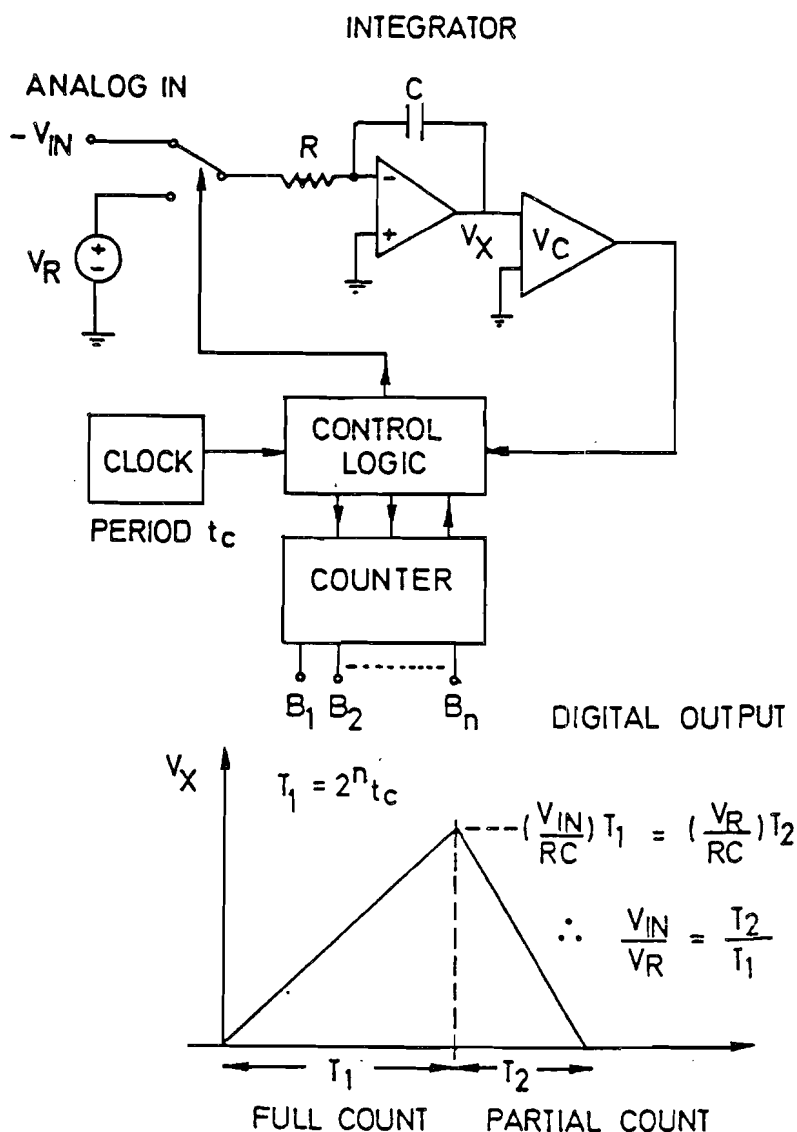 INTEGRATOR
ANALOG IN
C
-V_IN
R
-
+
V_X
V_C
+
-
V_R
CLOCK
CONTROL
LOGIC
PERIOD t_c
COUNTER
B_1 B_2 B_n
DIGITAL OUTPUT
V_X
T_1 = 2^n t_c
(V_IN/RC) T_1 = (V_R/RC) T_2
∴ V_IN/V_R = T_2/T_1
T_1 T_2
FULL COUNT PARTIAL COUNT